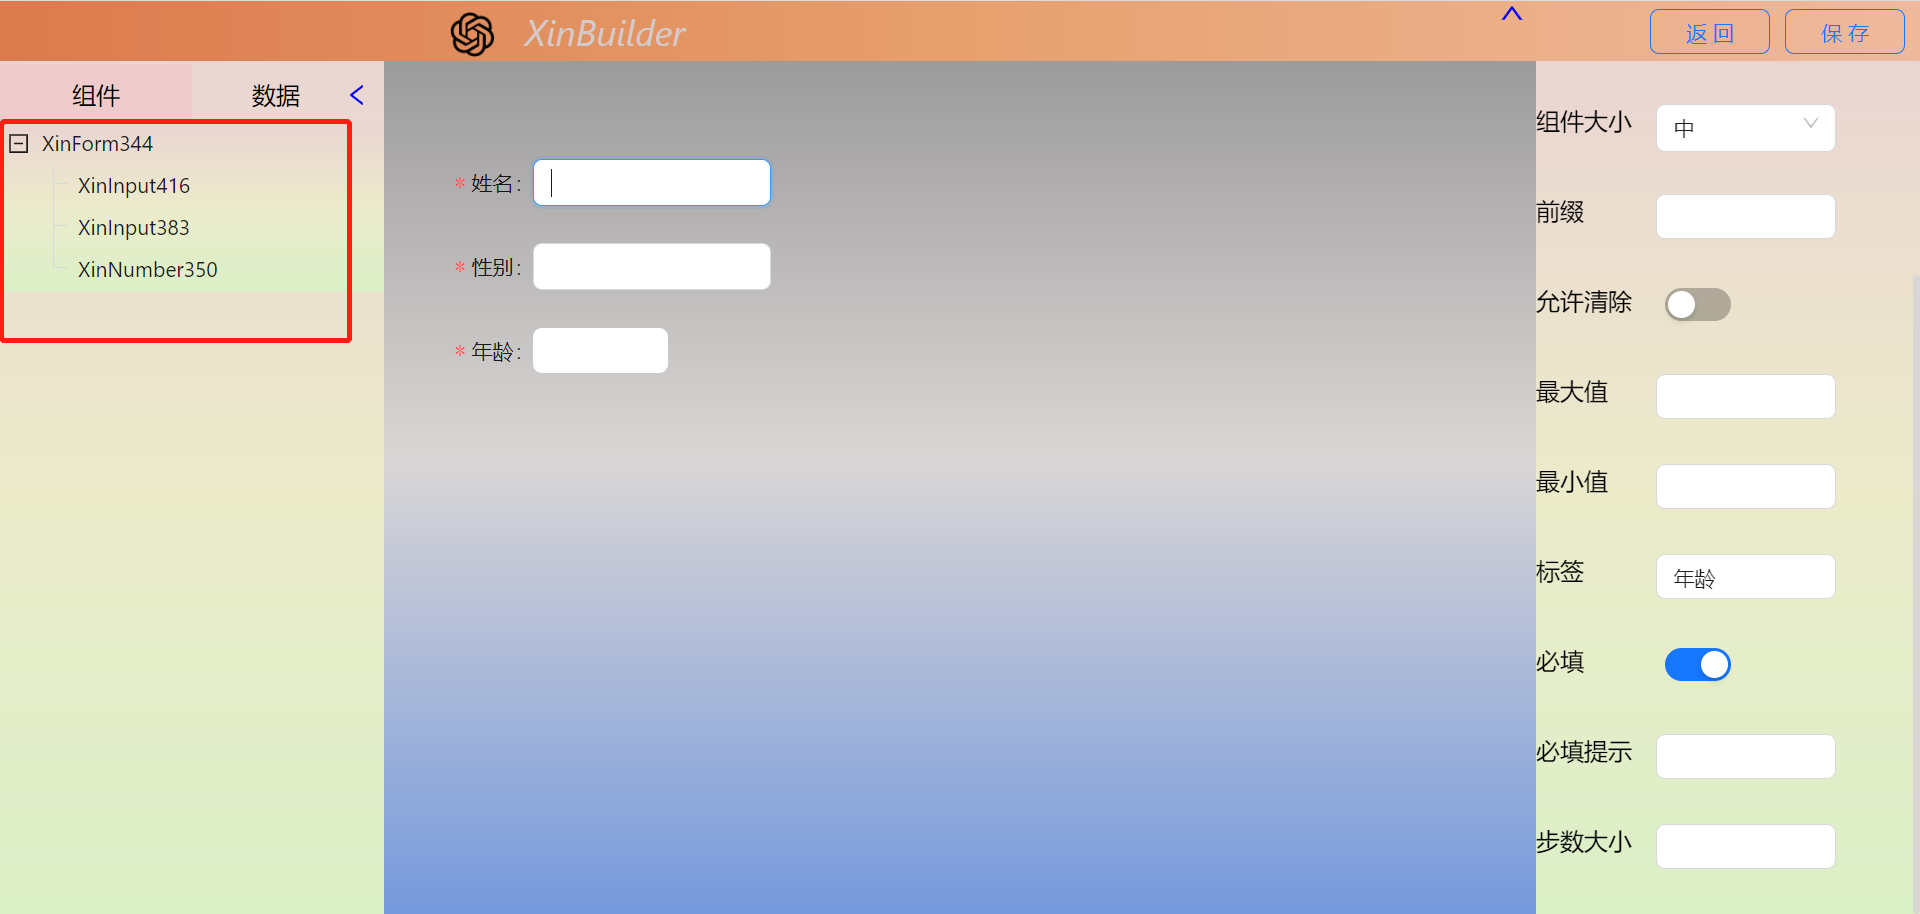 XinBuilder
返 回
保 存
组件
数据
XinForm344
XinInput416
XinInput383
XinNumber350
* 姓名:
* 性别:
* 年龄:
组件大小
中
前缀
允许清除
最大值
最小值
标签
年龄
必填
必填提示
步数大小